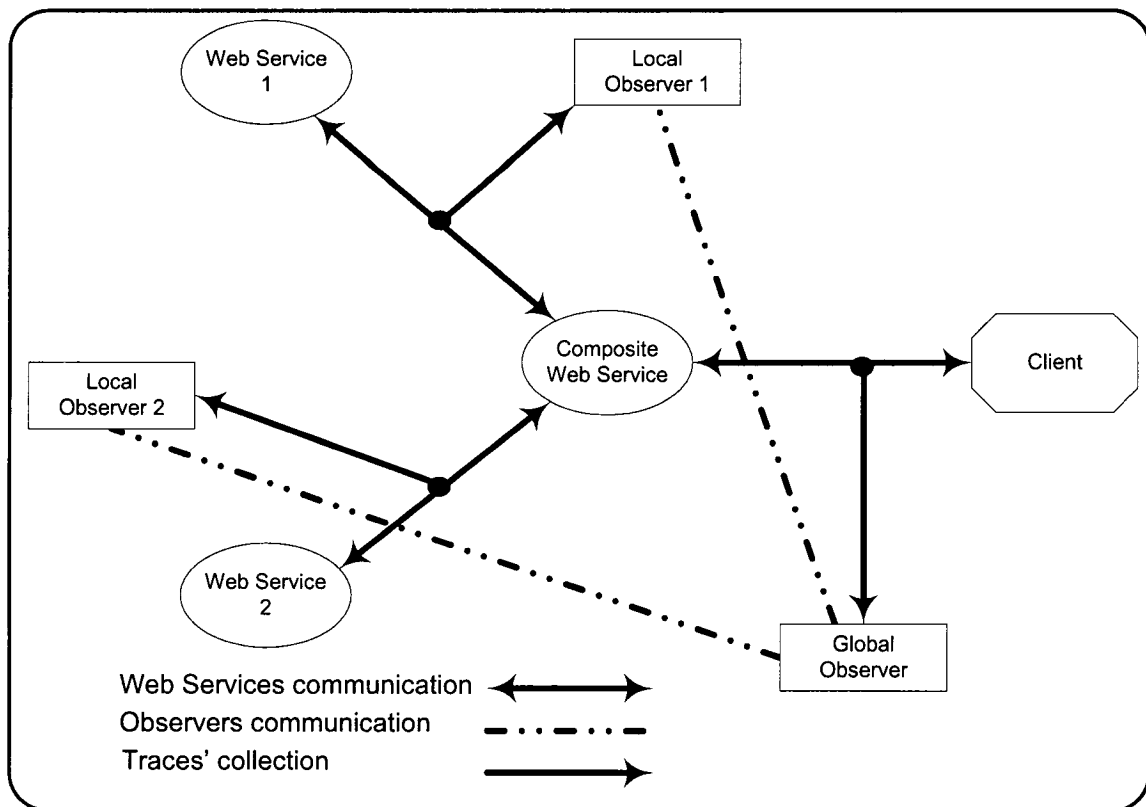 Web Service
1
Local
Observer 1
Composite
Web Service
Client
Local
Observer 2
Web Service
2
Global
Observer
Web Services communication
Observers communication
Traces' collection